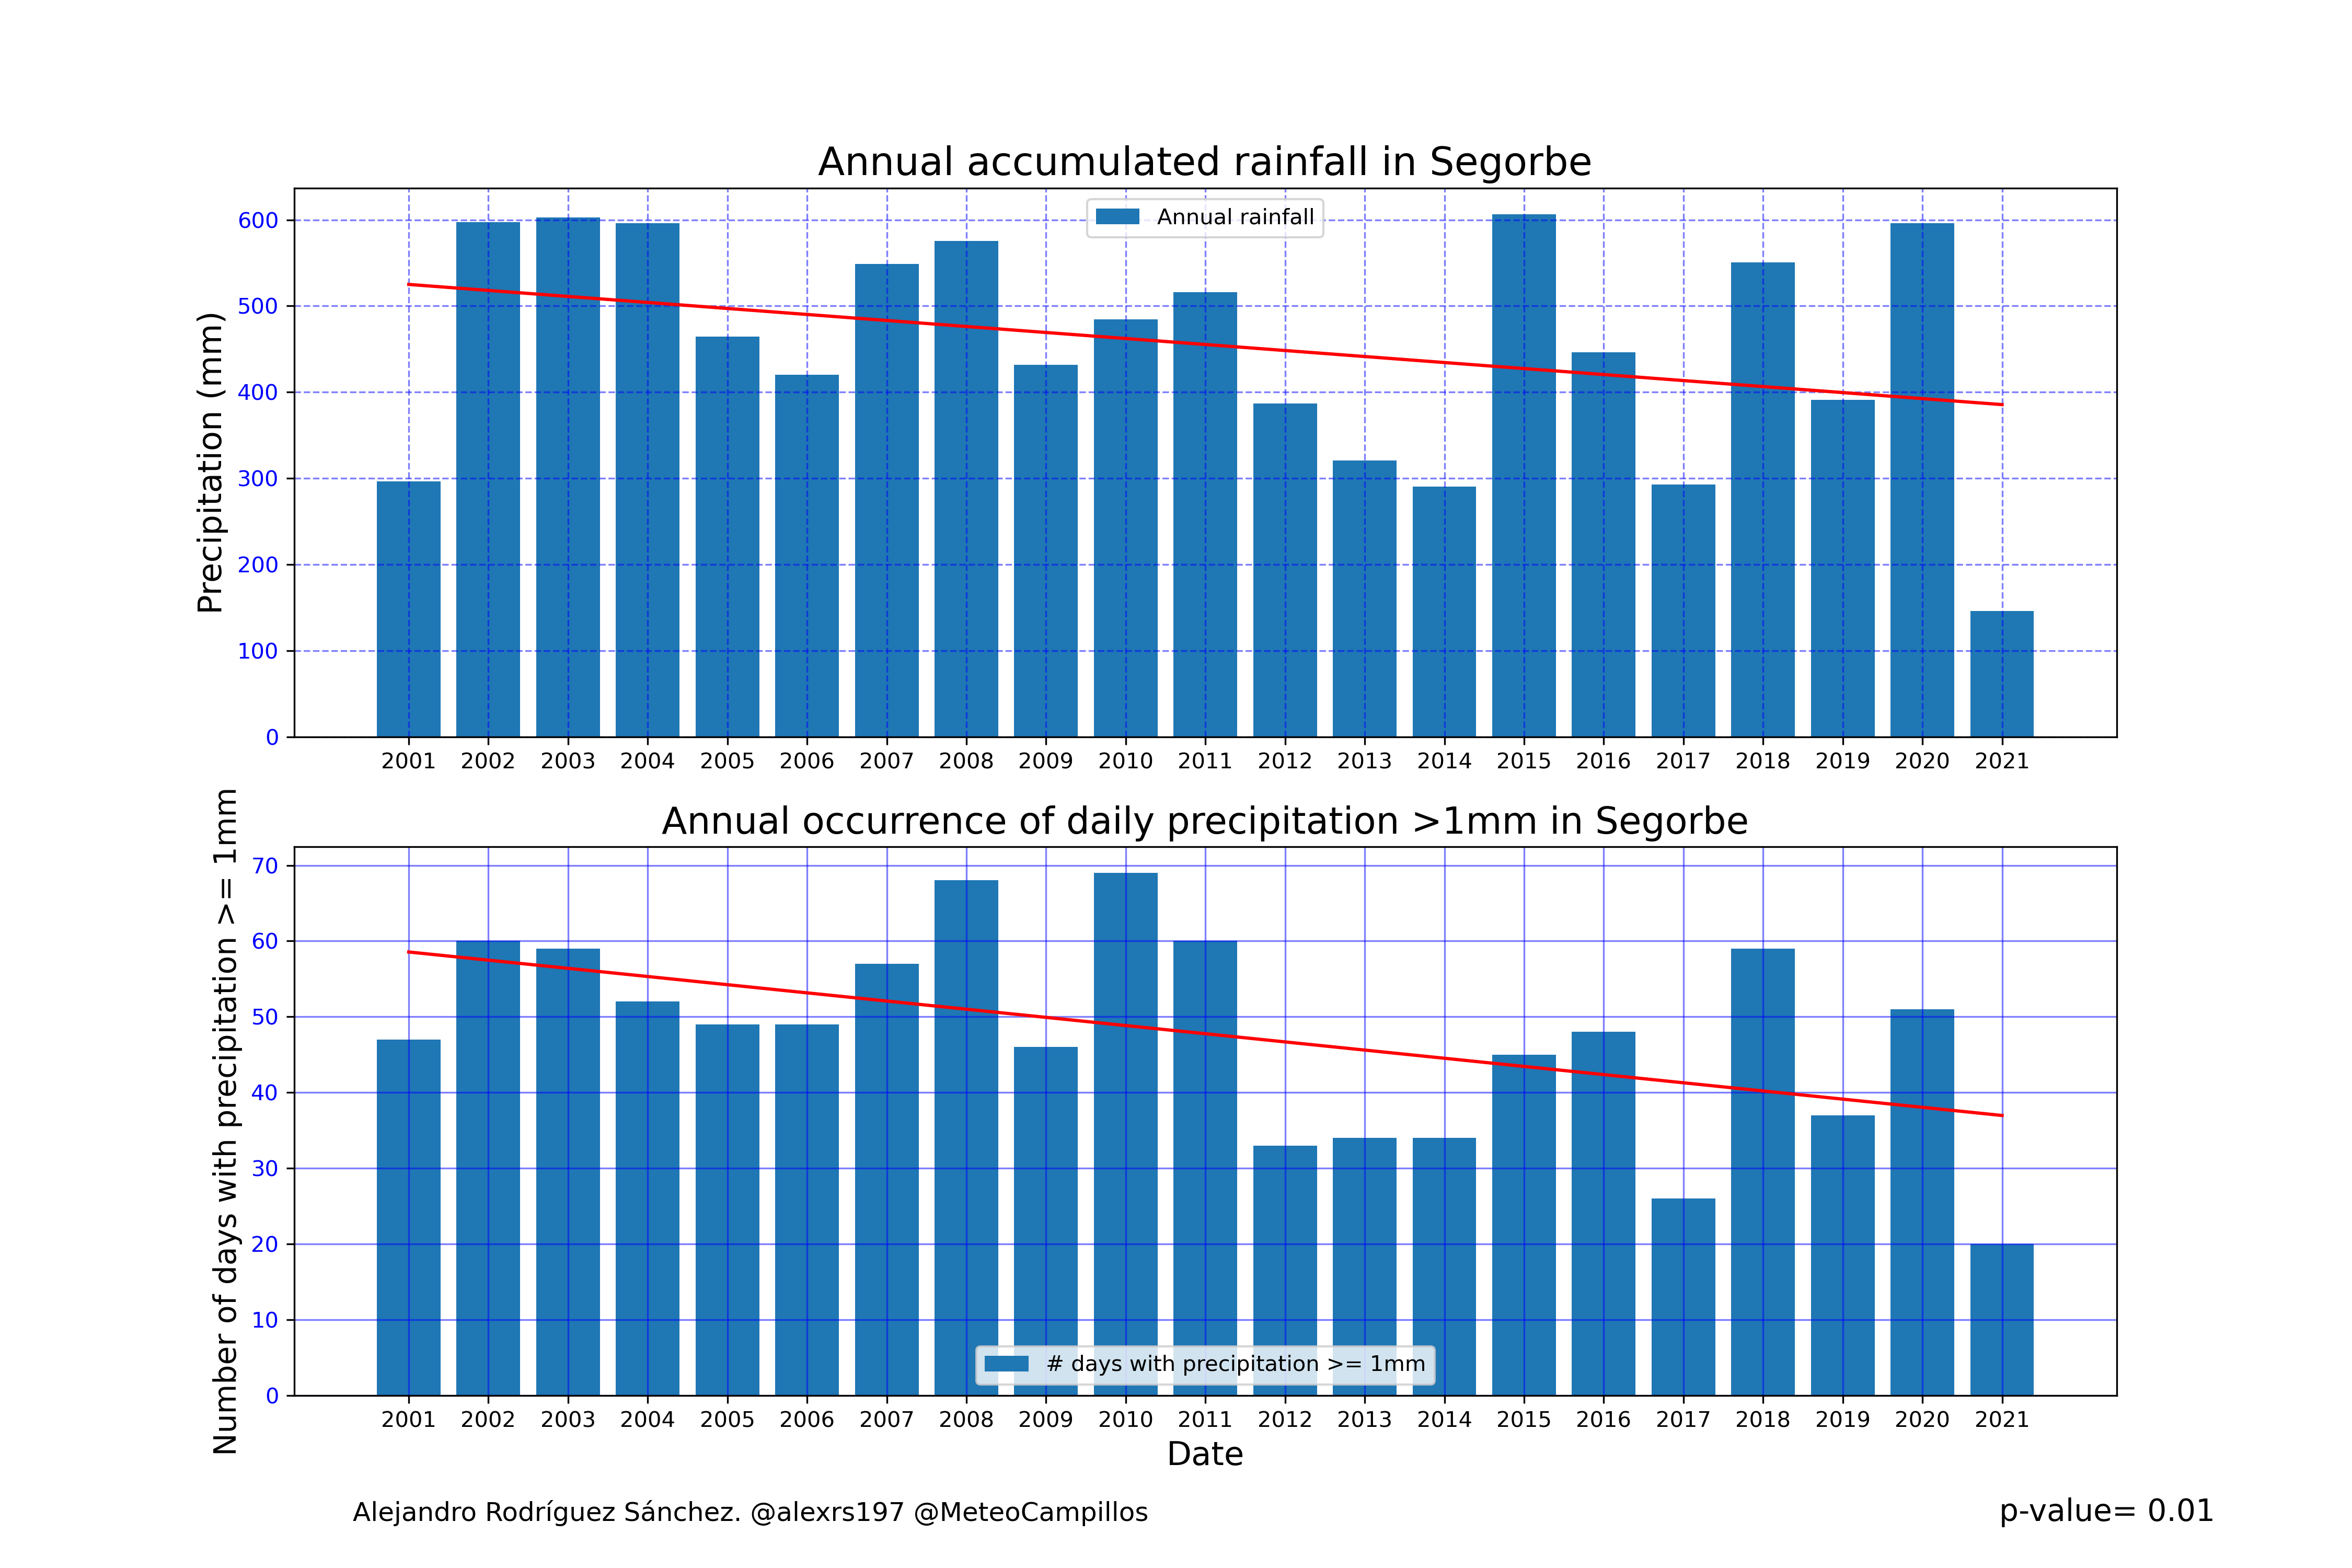 Annual accumulated rainfall in Segorbe
Annual rainfall
Precipitation (mm)
600
500
400
300
200
100
0
2001 2002 2003 2004 2005 2006 2007 2008 2009 2010 2011 2012 2013 2014 2015 2016 2017 2018 2019 2020 2021
Annual occurrence of daily precipitation >1mm in Segorbe
Number of days with precipitation >= 1mm
70
60
50
40
30
20
10
0
# days with precipitation >= 1mm
2001 2002 2003 2004 2005 2006 2007 2008 2009 2010 2011 2012 2013 2014 2015 2016 2017 2018 2019 2020 2021
Date
Alejandro Rodríguez Sánchez. @alexrs197 @MeteoCampillos
p-value= 0.01